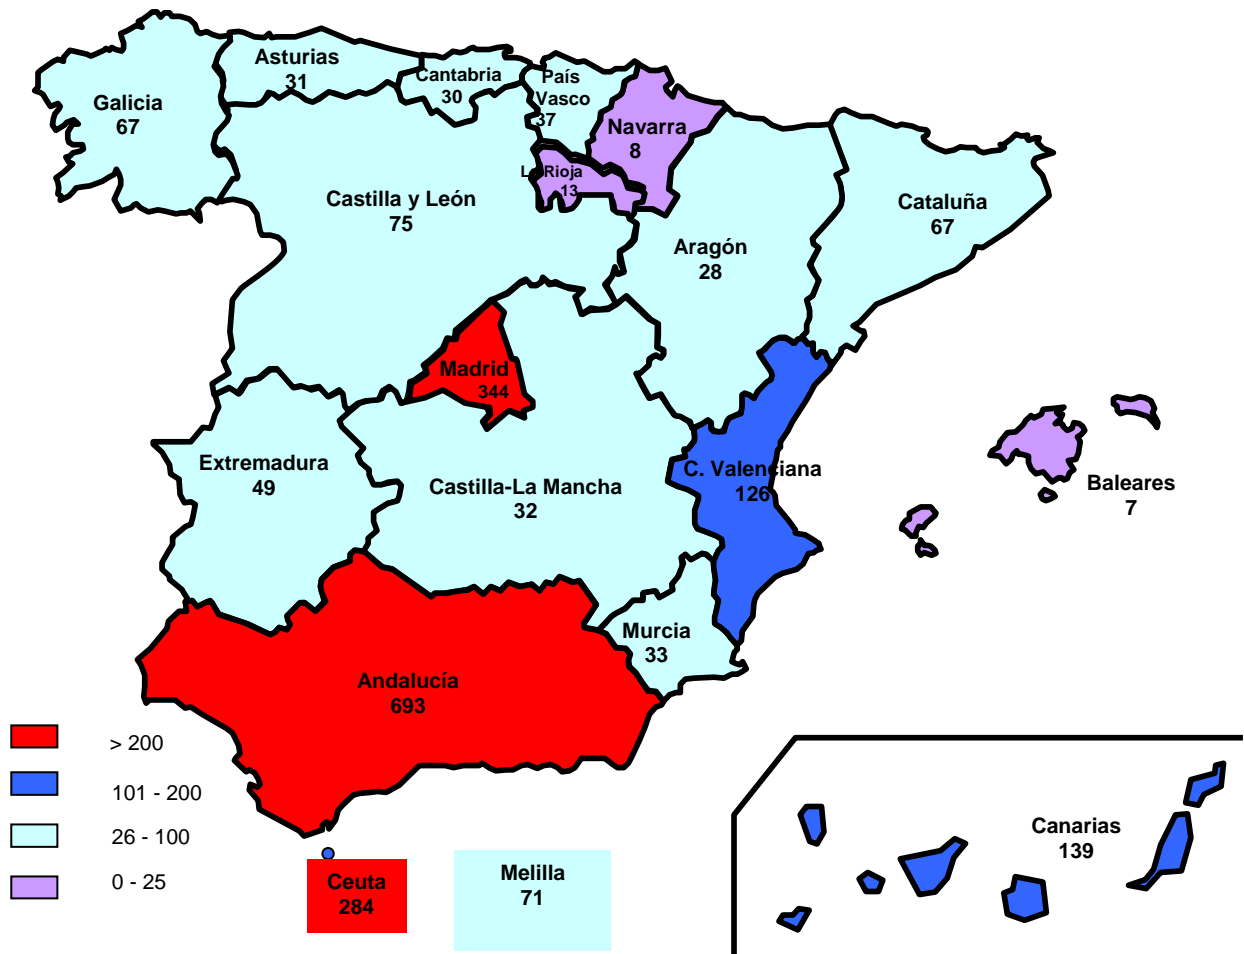 Asturias
31
Cantabria
30
País
Vasco
37
Galicia
67
Navarra
8
La Rioja
13
Castilla y León
75
Cataluña
67
Aragón
28
Madrid
344
Extremadura
49
Castilla-La Mancha
32
C. Valenciana
126
Baleares
7
Murcia
33
Andalucía
693
> 200
101 - 200
26 - 100
0 - 25
Ceuta
284
Melilla
71
Canarias
139